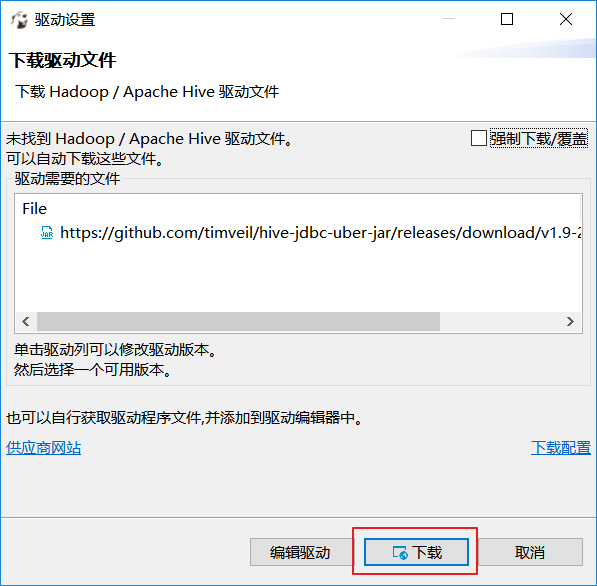 驱动设置
下载驱动文件
下载 Hadoop / Apache Hive 驱动文件
未找到 Hadoop / Apache Hive 驱动文件。
强制下载/覆盖
可以自动下载这些文件。
驱动需要的文件
File
https://github.com/timveil/hive-jdbc-uber-jar/releases/download/v1.9-2
单击驱动列可以修改驱动版本。
然后选择一个可用版本。
也可以自行获取驱动程序文件,并添加到驱动编辑器中。
供应商网站
下载配置
编辑驱动
下载
取消